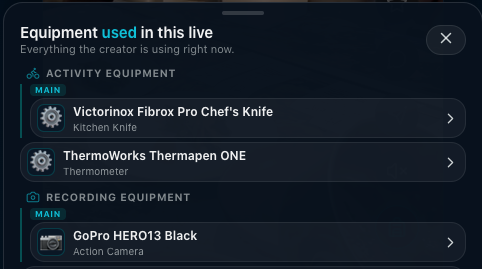 Equipment used in this live
Everything the creator is using right now.
ACTIVITY EQUIPMENT
MAIN
Victorinox Fibrox Pro Chef's Knife
Kitchen Knife
ThermoWorks Thermapen ONE
Thermometer
RECORDING EQUIPMENT
MAIN
GoPro HERO13 Black
Action Camera